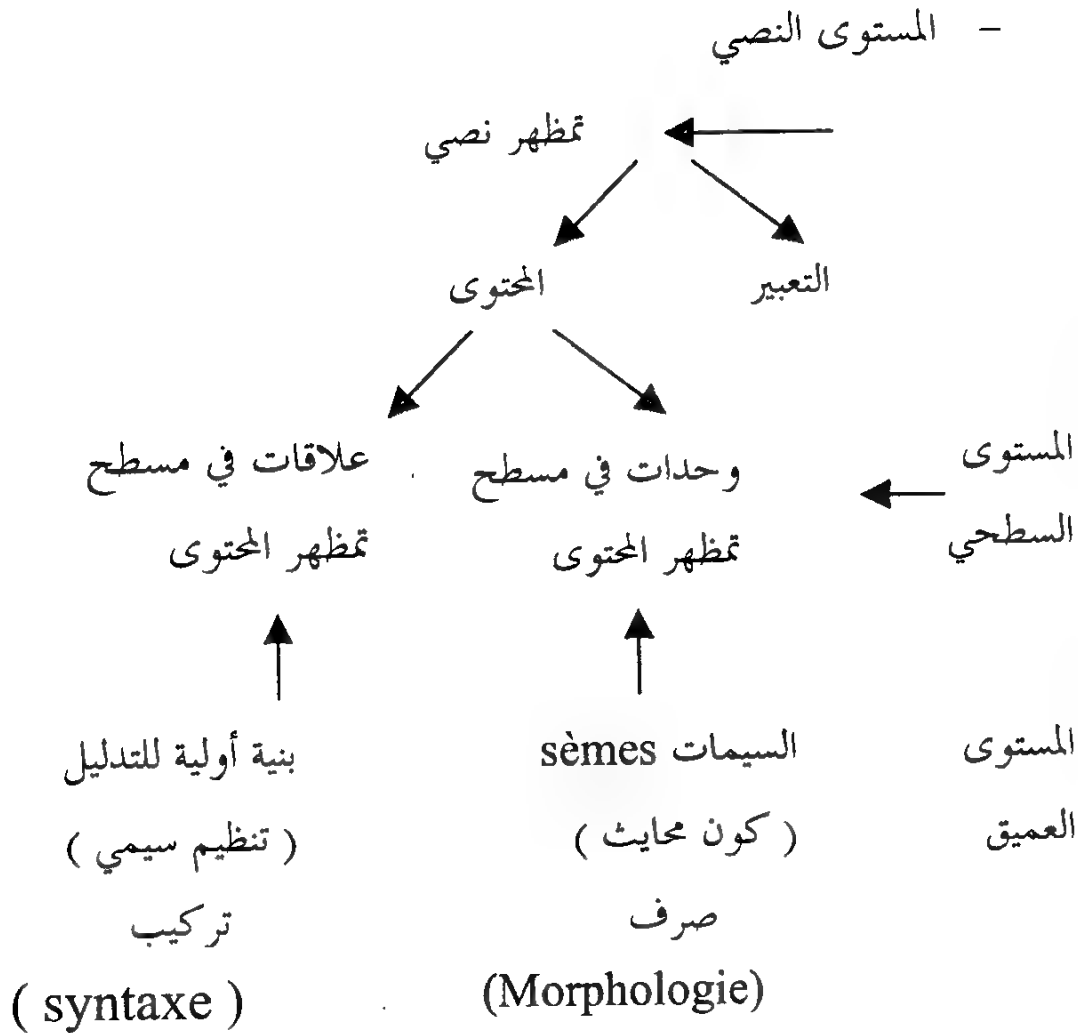 - المستوى النصي
تمظهر نصي
التعبير
المحتوى
المستوى
السطحي
وحدات في مسطح
تمظهر المحتوى
علاقات في مسطح
تمظهر المحتوى
المستوى
العميق
السيمات sèmes
( كون محايث )
صرف
(Morphologie)
بنية أولية للتدليل
( تنظيم سيمي )
تركيب
( syntaxe )